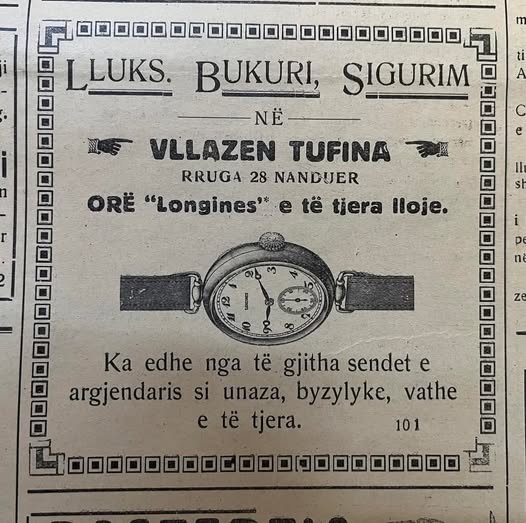 LLUKS. BUKURI, SIGURIM
NË
VLLAZEN TUFINA
RRUGA 28 NANDUER
ORË "Longines" e të tjera lloje.
Ka edhe nga të gjitha sendet e
argjendaris si unaza, byzylyke, vathe
e të tjera.
101